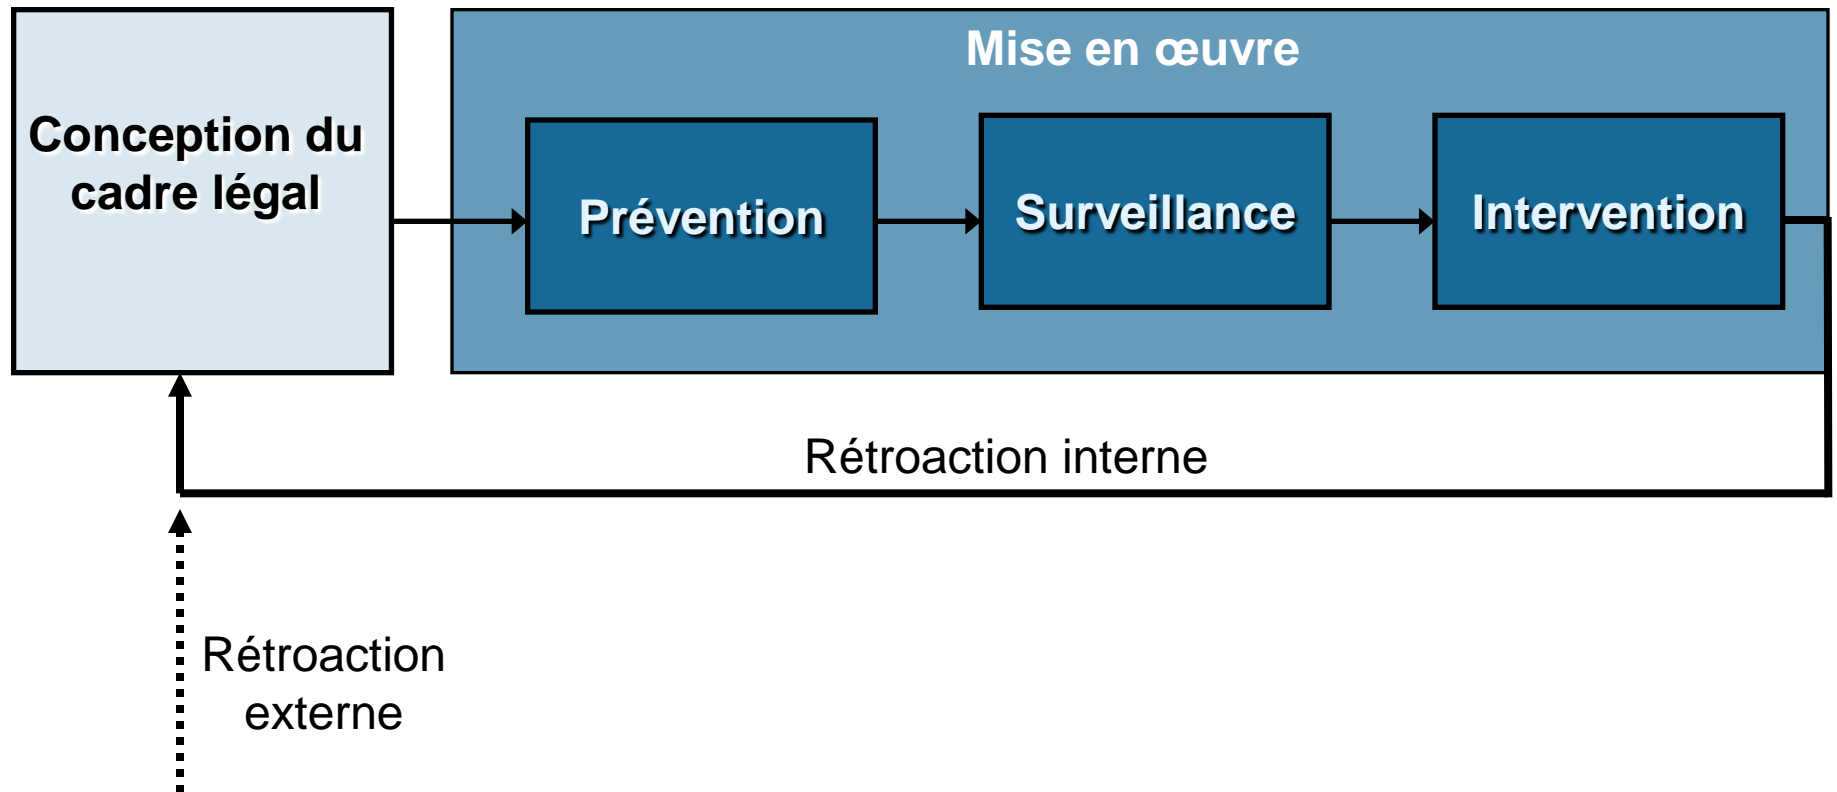 Mise en œuvre
Conception du
cadre légal
Prévention
Surveillance
Intervention
Rétroaction interne
Rétroaction
externe